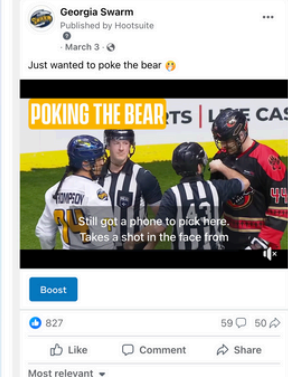 Georgia Swarm
Published by Hootsuite
· March 3 ·
Just wanted to poke the bear
POKING THE BEAR
RTS | LIVE CAS
THOMPSON
44
Still got a phone to pick here.
Takes a shot in the face from
Boost
827
59
50
Like
Comment
Share
Most relevant